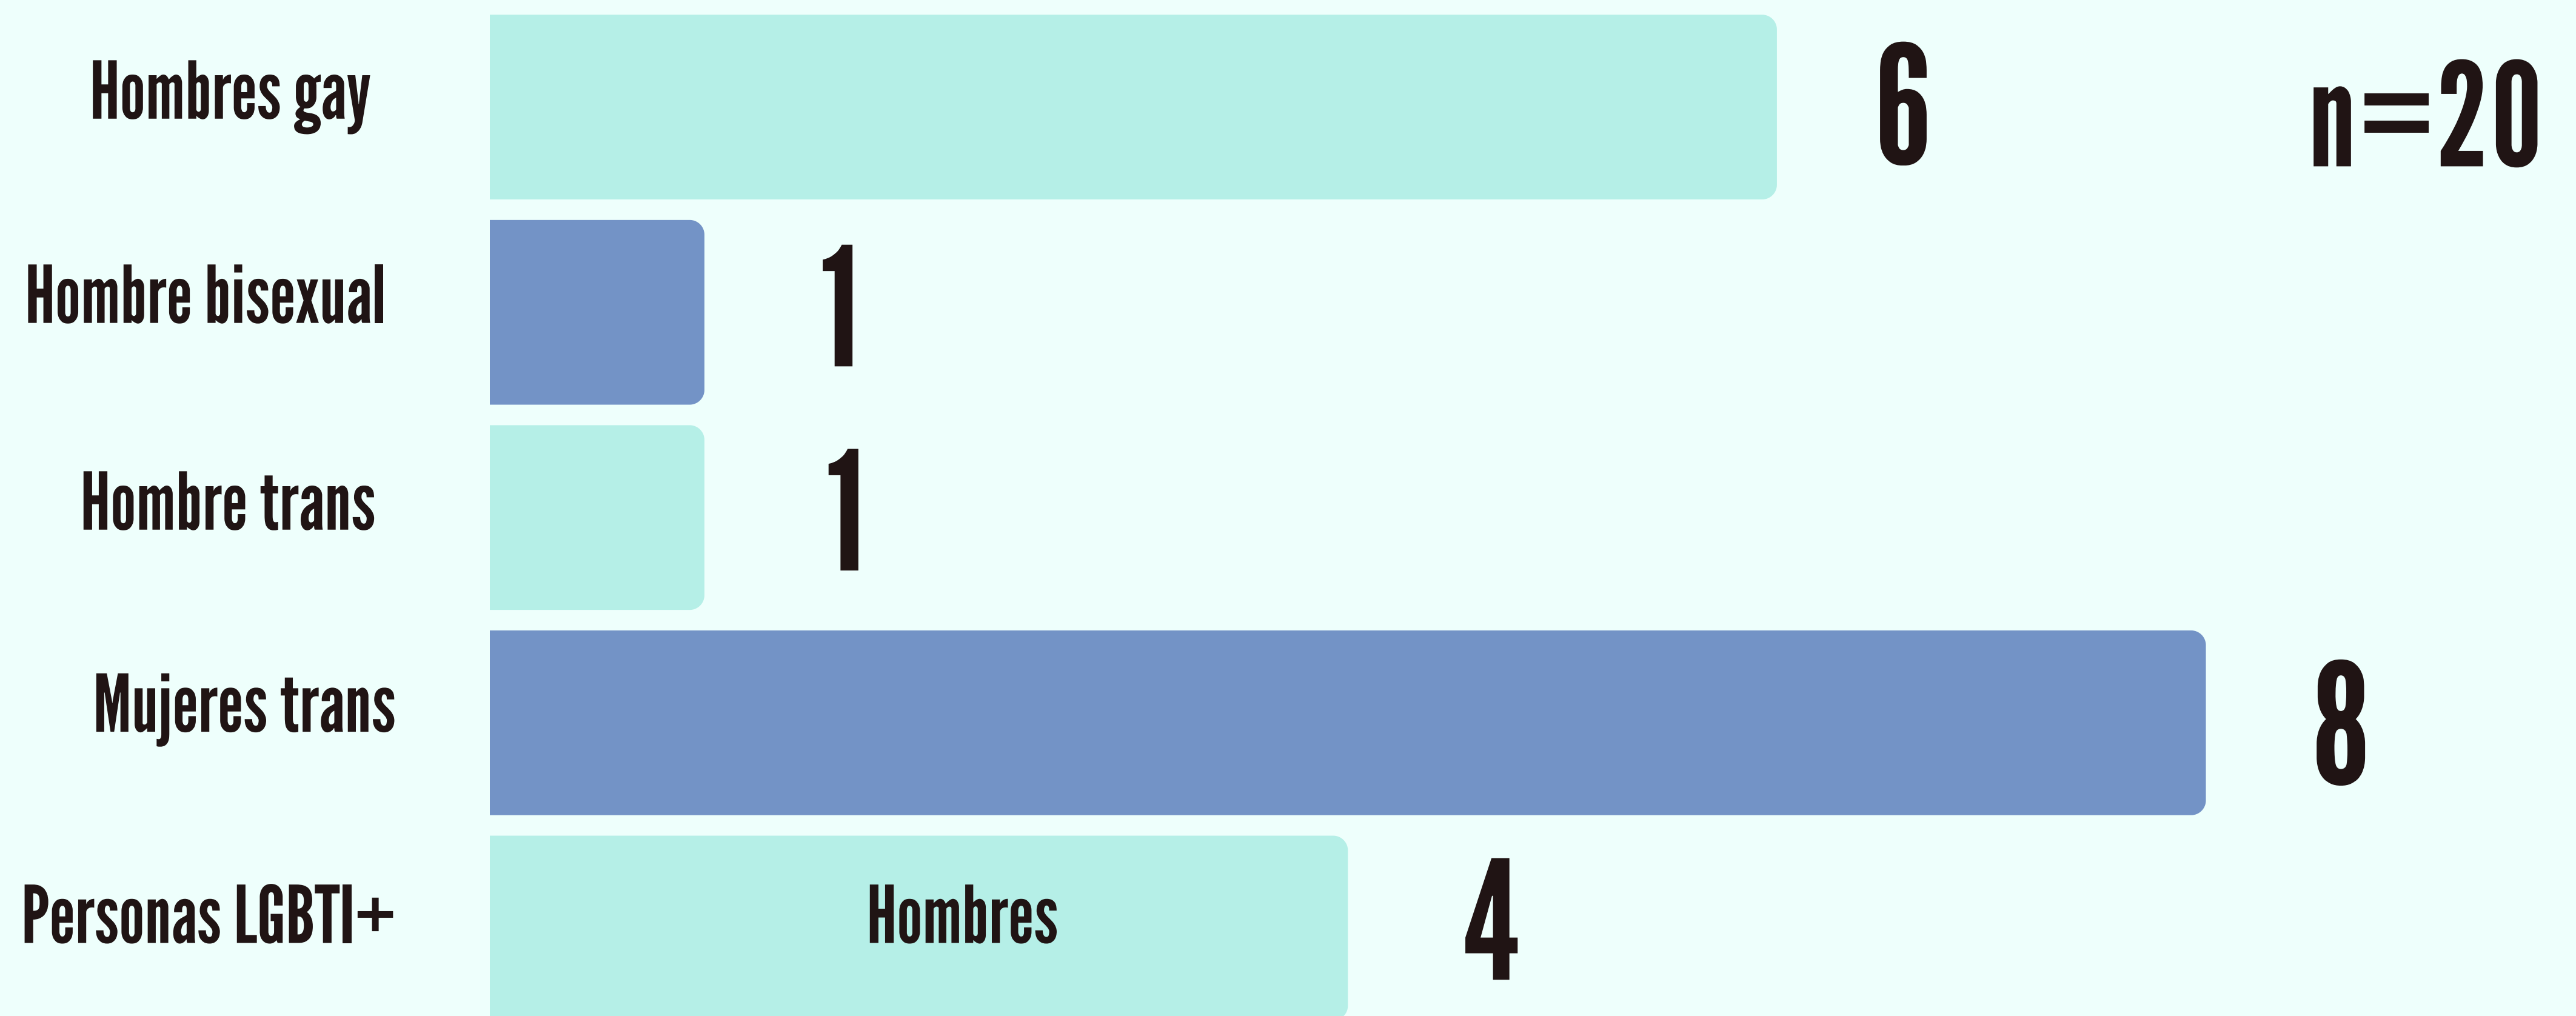 Hombres gay 6 n=20
Hombre bisexual 1
Hombre trans 1
Mujeres trans 8
Personas LGBTI+ Hombres 4